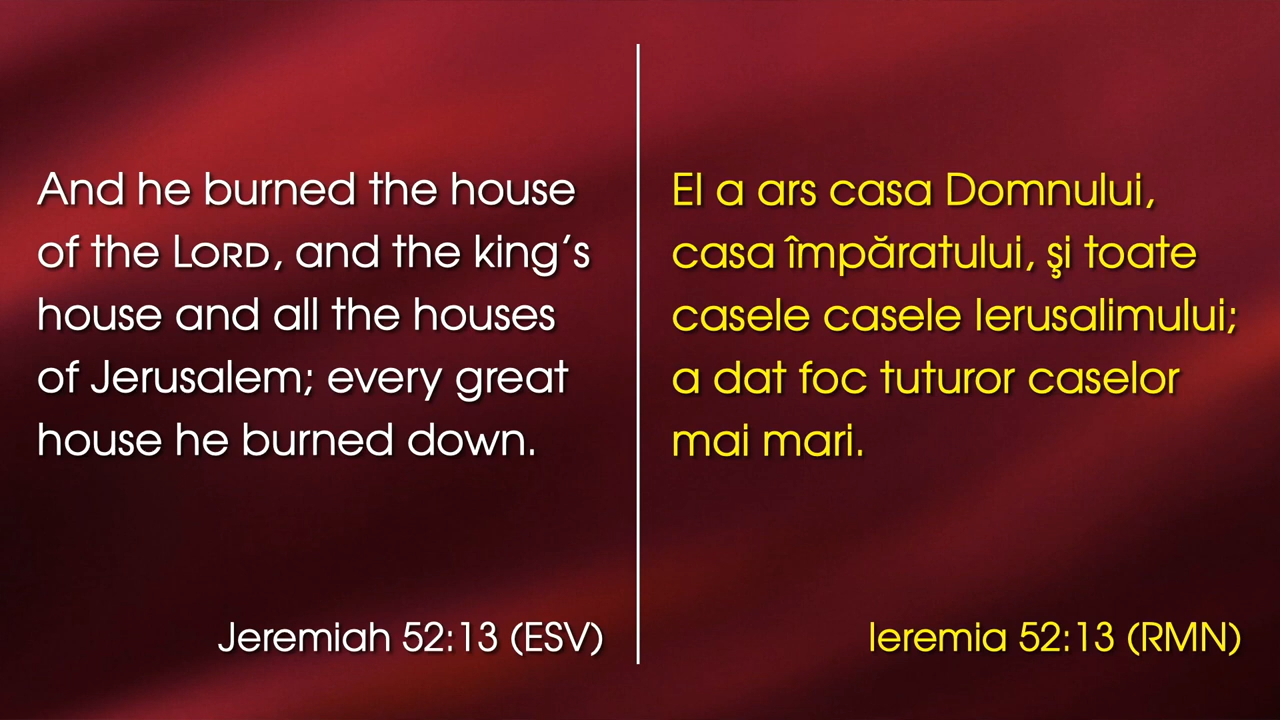 And he burned the house
of the LORD, and the king’s
house and all the houses
of Jerusalem; every great
house he burned down.
Jeremiah 52:13 (ESV)
El a ars casa Domnului,
casa împăratului, şi toate
casele casele Ierusalimului;
a dat foc tuturor caselor
mai mari.
Ieremia 52:13 (RMN)